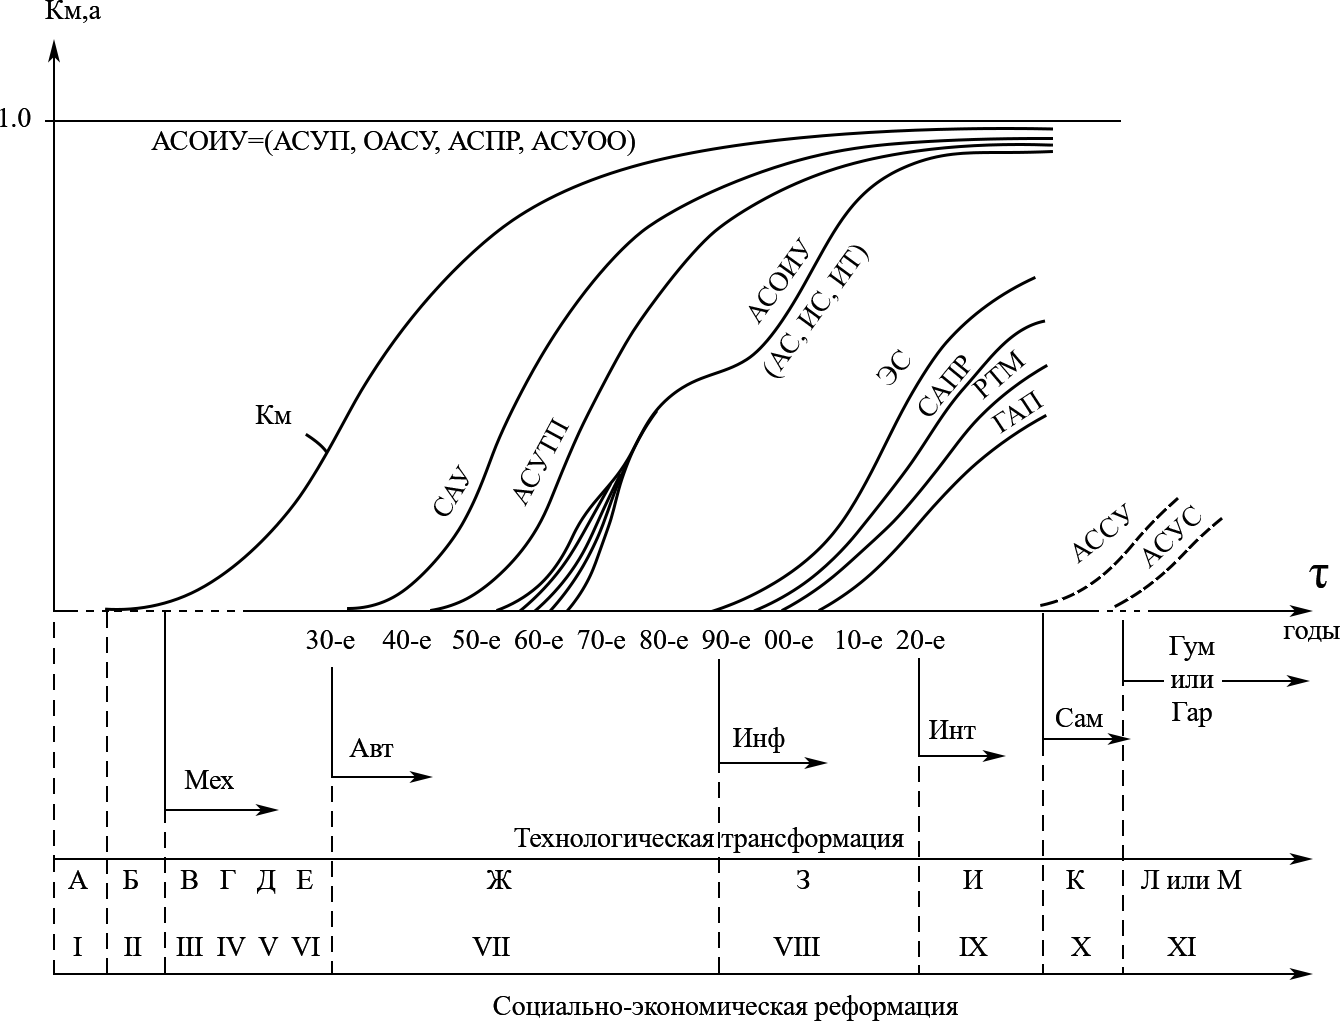 Км,а
1.0
АСОИУ=(АСУП, ОАСУ, АСПР, АСУОО)
Км
САУ
АСУТП
АСОИУ
(АС, ИС, ИТ)
ЭС
САПР
РТМ
ГАП
АССУ
АСУС
τ
годы
30-е 40-е 50-е 60-е 70-е 80-е 90-е 00-е 10-е 20-е
Мех
Авт
Инф
Инт
Сам
Гум
или
Гар
Технологическая трансформация
А Б В Г Д Е Ж З И К Л или М
I II III IV V VI VII VIII IX X XI
Социально-экономическая реформация